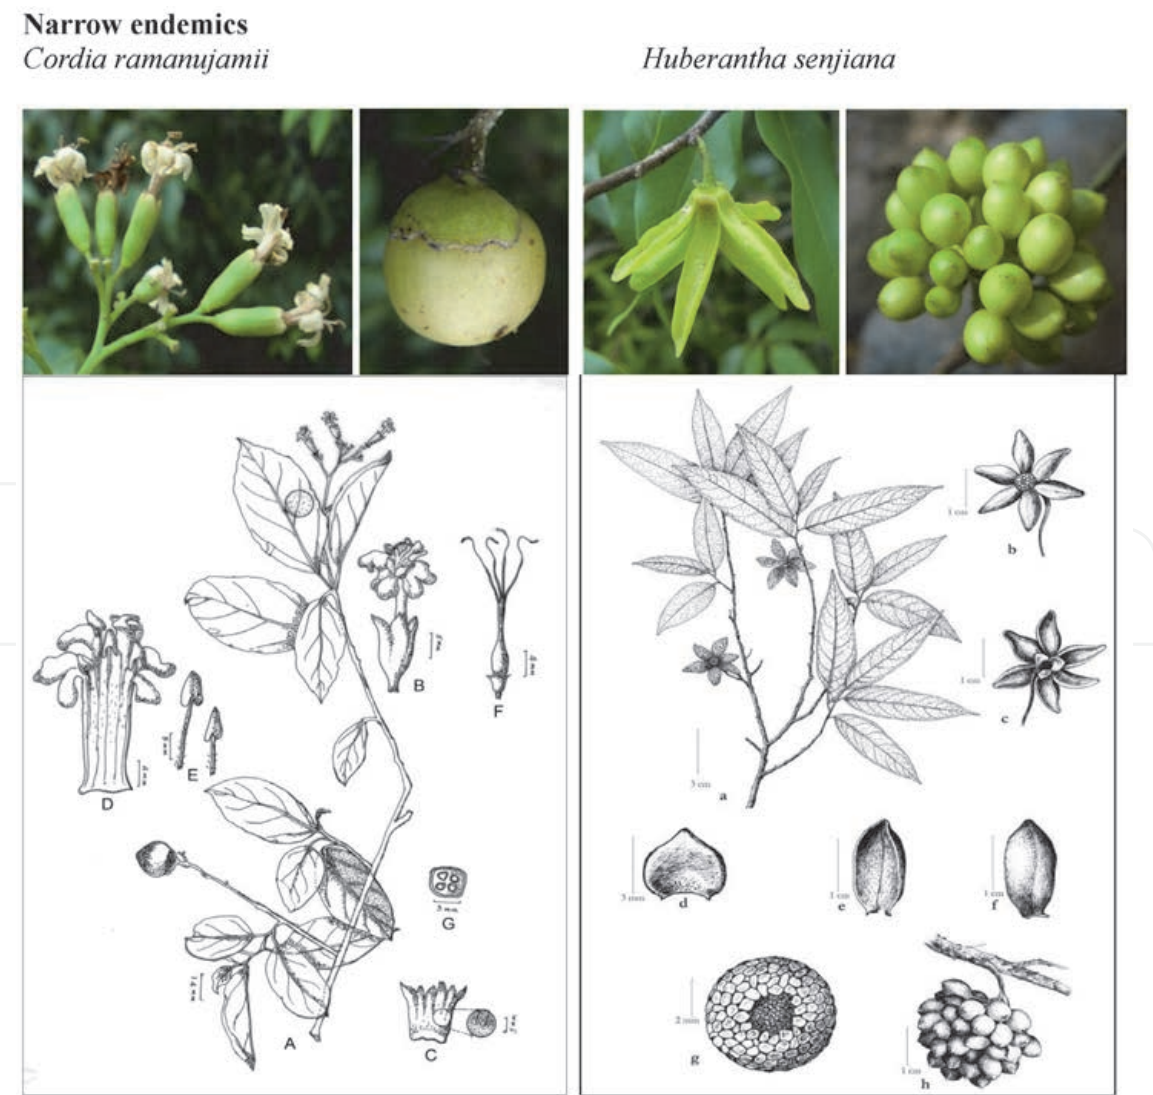 Narrow endemics
Cordia ramanujamii
Huberantha senjiana
1 cm
b
B
F
1 cm
c
E
D
3 cm
a
3 mm
d
1 cm
e
1 cm
f
3 mm
G
2 mm
g
A
C
1 cm
h